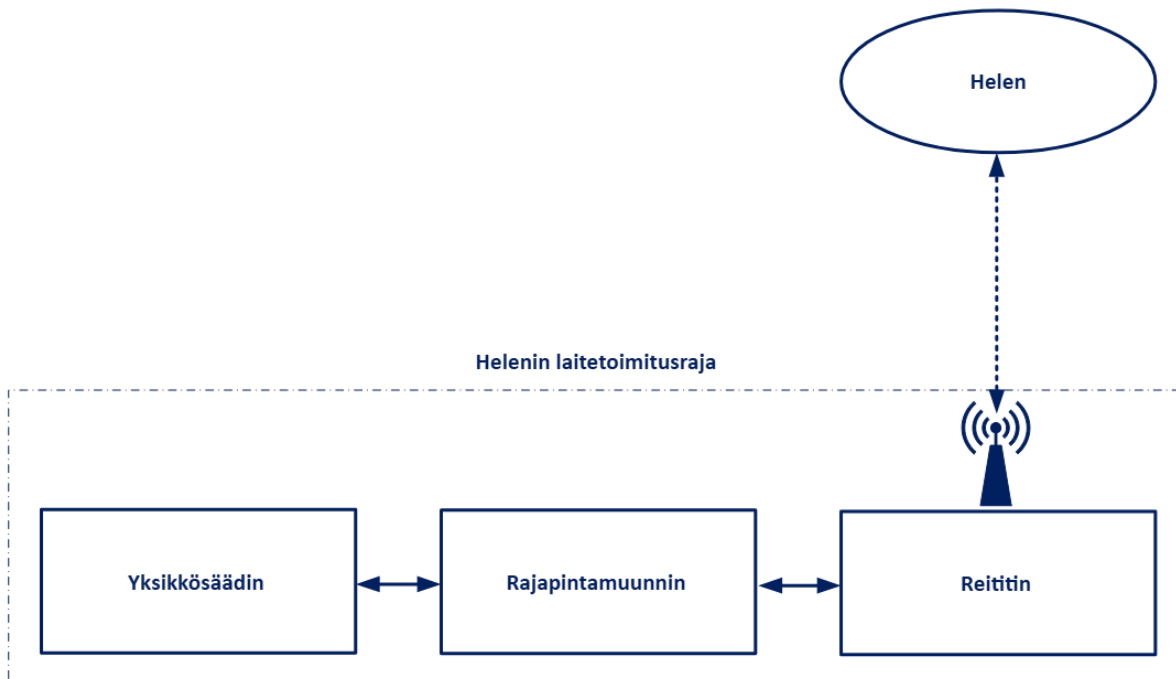 Helen
Helenin laitetoimitusraja
Yksikkösäädin
Rajapintamuunnin
Reititin